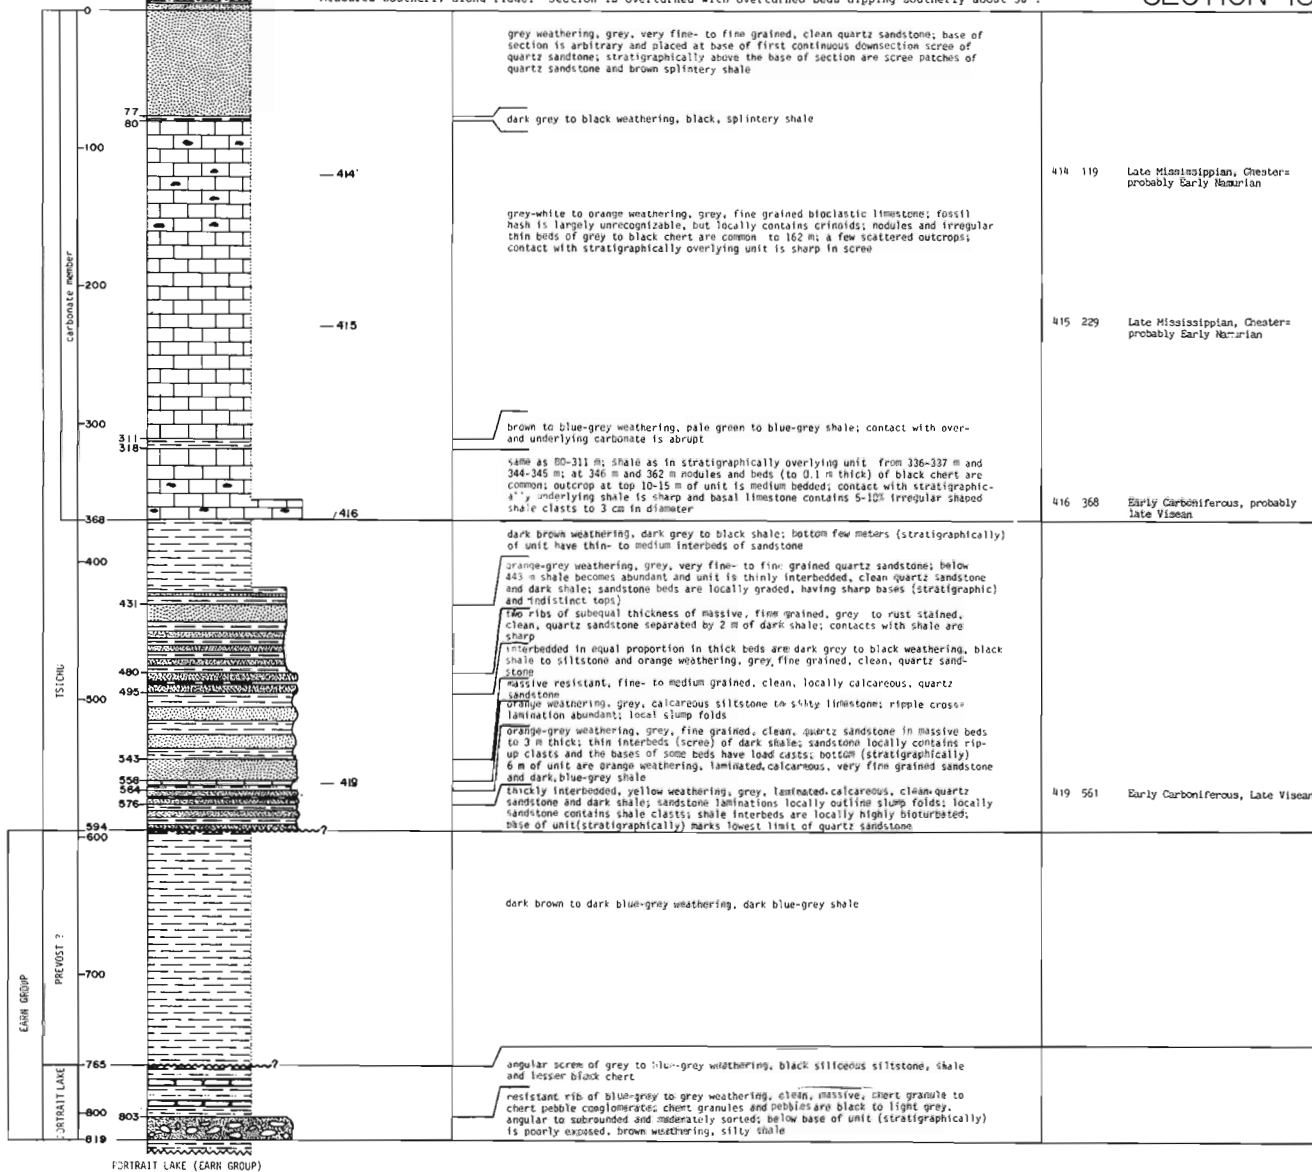 Measured southerly along ridge. Section is overturned with overturned beds dipping southerly about
SECTION
0
grey weathering, grey, very fine- to fine grained, clean quartz sandstone; base of
section is arbitrary and placed at base of first continuous downsection scree of
quartz sandtone; stratigraphically above the base of section are scree patches of
quartz sandstone and brown splintery shale
77
80
dark grey to black weathering, black, splintery shale
100
414
414 119 Late Mississippian, Chester=
probably Early Namurian
grey-white to orange weathering, grey, fine grained bioclastic limestone; fossil
hash is largely unrecognizable, but locally contains crinoids; nodules and irregular
thin beds of grey to black chert are common to 162 m; a few scattered outcrops;
contact with stratigraphically overlying unit is sharp in scree
carbonate member
200
415
415 229 Late Mississippian, Chester=
probably Early Namurian
300
311
318
brown to blue-grey weathering, pale green to blue-grey shale; contact with over-
and underlying carbonate is abrupt
same as 80-311 m; shale as in stratigraphically overlying unit from 336-337 m and
344-345 m; at 346 m and 362 m nodules and beds (to 0.1 m thick) of black chert are
common; outcrop at top 10-15 m of unit is medium bedded; contact with stratigraphic-
ally underlying shale is sharp and basal limestone contains 5-10% irregular shaped
shale clasts to 3 cm in diameter
416
416 368 Early Carboniferous, probably
late Visean
368
dark brown weathering, dark grey to black shale; bottom few meters (stratigraphically)
of unit have thin- to medium interbeds of sandstone
400
orange-grey weathering, grey, very fine- to fine grained quartz sandstone; below
443 m shale becomes abundant and unit is thinly interbedded, clean quartz sandstone
and dark shale; sandstone beds are locally graded, having sharp bases (stratigraphic)
and indistinct tops)
431
two ribs of subequal thickness of massive, fine grained, grey to rust stained,
clean, quartz sandstone separated by 2 m of dark shale; contacts with shale are
sharp
TSICHU
interbedded in equal proportion in thick beds are dark grey to black weathering, black
shale to siltstone and orange weathering, grey, fine grained, clean, quartz sand-
stone
480
495
500
massive resistant, fine- to medium grained, clean, locally calcareous, quartz
sandstone
orange weathering, grey, calcareous siltstone to silty limestone; ripple cross=
lamination abundant; local slump folds
orange-grey weathering, grey, fine grained, clean, quartz sandstone in massive beds
to 3 m thick; thin interbeds (scree) of dark shale; sandstone locally contains rip-
up clasts and the bases of some beds have load casts; bottom (stratigraphically)
6 m of unit are orange weathering, laminated, calcareous, very fine grained sandstone
and dark, blue-grey shale
543
558
564
576
419
419 561 Early Carboniferous, Late Visean
thickly interbedded, yellow weathering, grey, laminated, calcareous, clean quartz
sandstone and dark shale; sandstone laminations locally outline slump folds; locally
sandstone contains shale clasts; shale interbeds are locally highly bioturbated;
base of unit(stratigraphically) marks lowest limit of quartz sandstone
594
?
600
dark brown to dark blue-grey weathering, dark blue-grey shale
PREVOST ?
EARN GROUP
700
765
?
angular scree of grey to blue-grey weathering, black siliceous siltstone, shale
and lesser black chert
PORTRAIT LAKE
resistant rib of blue-grey to grey weathering, clean, massive, chert granule to
chert pebble conglomerate; chert granules and pebbles are black to light grey,
angular to subrounded and moderately sorted; below base of unit (stratigraphically)
is poorly exposed, brown weathering, silty shale
800
803
819
PORTRAIT LAKE (EARN GROUP)